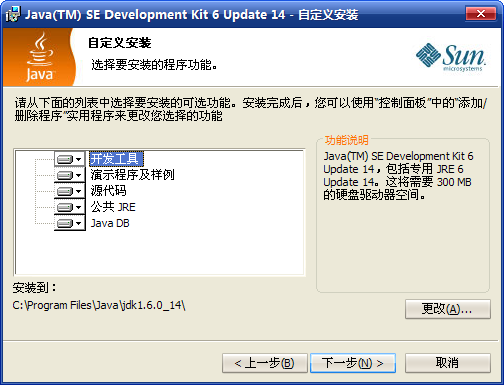 Java(TM) SE Development Kit 6 Update 14 - 自定义安装
自定义安装
选择要安装的程序功能。
Java
Sun
microsystems
请从下面的列表中选择要安装的可选功能。安装完成后，您可以使用“控制面板”中的“添加/
删除程序”实用程序来更改您选择的功能
开发工具
演示程序及样例
源代码
公共 JRE
Java DB
功能说明
Java(TM) SE Development Kit 6
Update 14，包括专用 JRE 6
Update 14。这将需要 300 MB
的硬盘驱动器空间。
安装到：
C:\Program Files\Java\jdk1.6.0_14\
更改(A)...
< 上一步(B)
下一步(N) >
取消